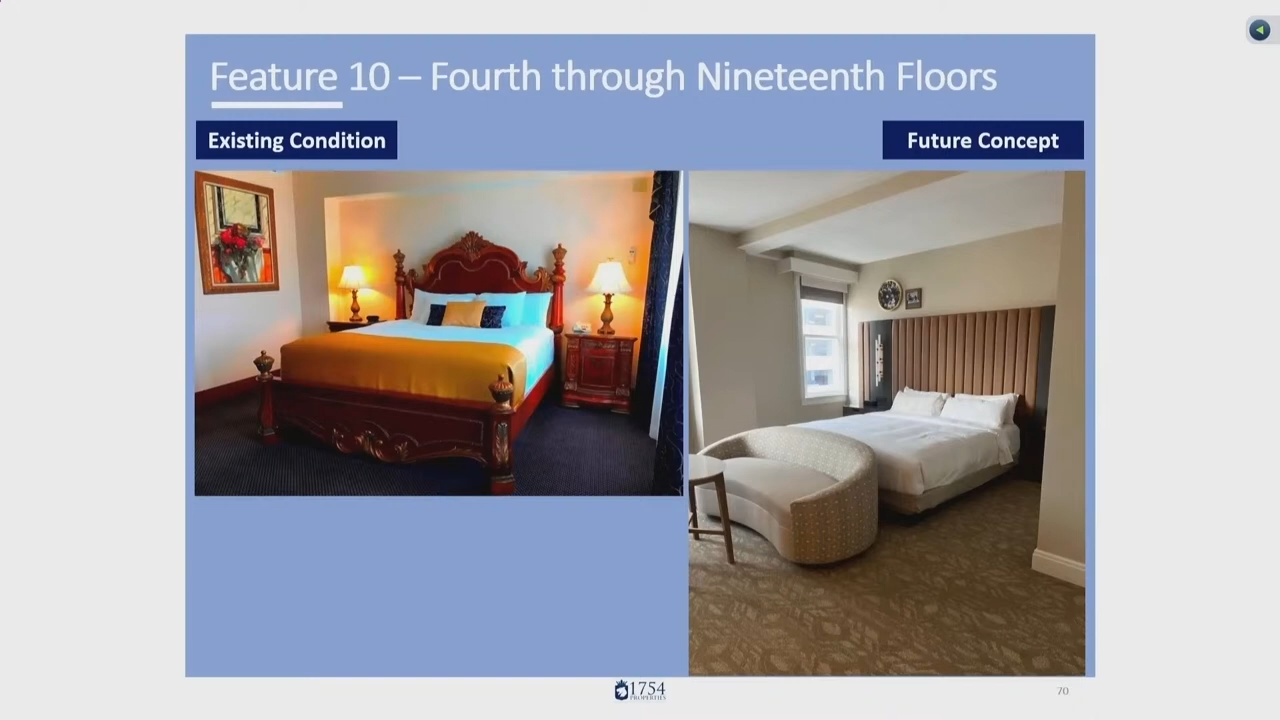 Feature 10 – Fourth through Nineteenth Floors
Existing Condition
Future Concept
1754
PROPERTIES
70